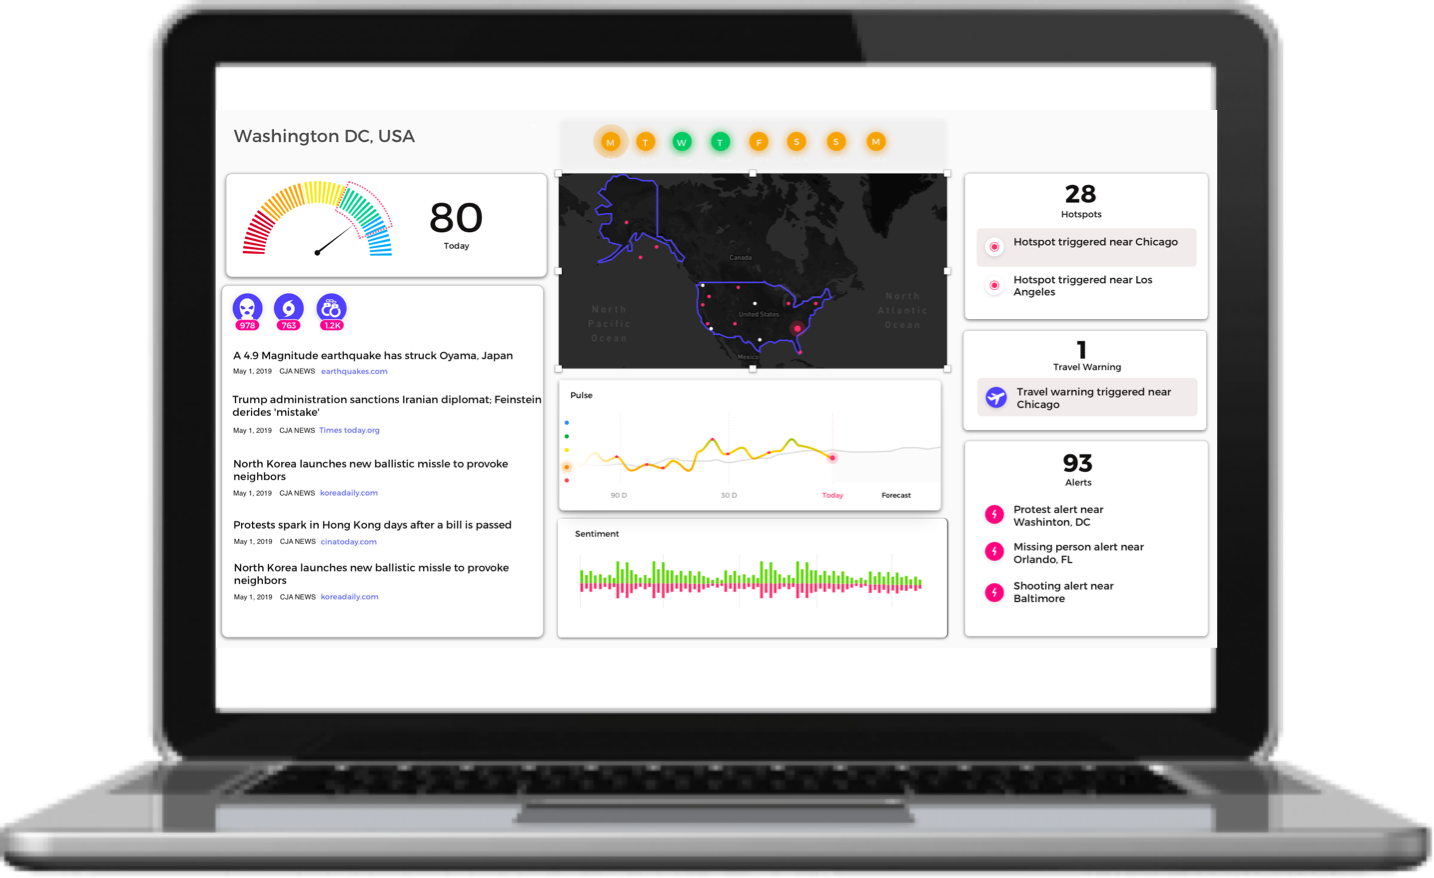 Washington DC, USA
M T W T F S S M
80
Today
978 763 1.2K
A 4.9 Magnitude earthquake has struck Oyama, Japan
May 1, 2019 CJA NEWS earthquakes.com
Trump administration sanctions Iranian diplomat; Feinstein
derides 'mistake'
May 1, 2019 CJA NEWS Times today.org
North Korea launches new ballistic missle to provoke
neighbors
May 1, 2019 CJA NEWS koreadaily.com
Protests spark in Hong Kong days after a bill is passed
May 1, 2019 CJA NEWS cinatoday.com
North Korea launches new ballistic missle to provoke
neighbors
May 1, 2019 CJA NEWS koreadaily.com
Canada
United States
Mexico
North
Pacific
Ocean
North
Atlantic
Ocean
Pulse
90 D 30 D Today Forecast
Sentiment
28
Hotspots
Hotspot triggered near Chicago
Hotspot triggered near Los
Angeles
1
Travel Warning
Travel warning triggered near
Chicago
93
Alerts
Protest alert near
Washinton, DC
Missing person alert near
Orlando, FL
Shooting alert near
Baltimore